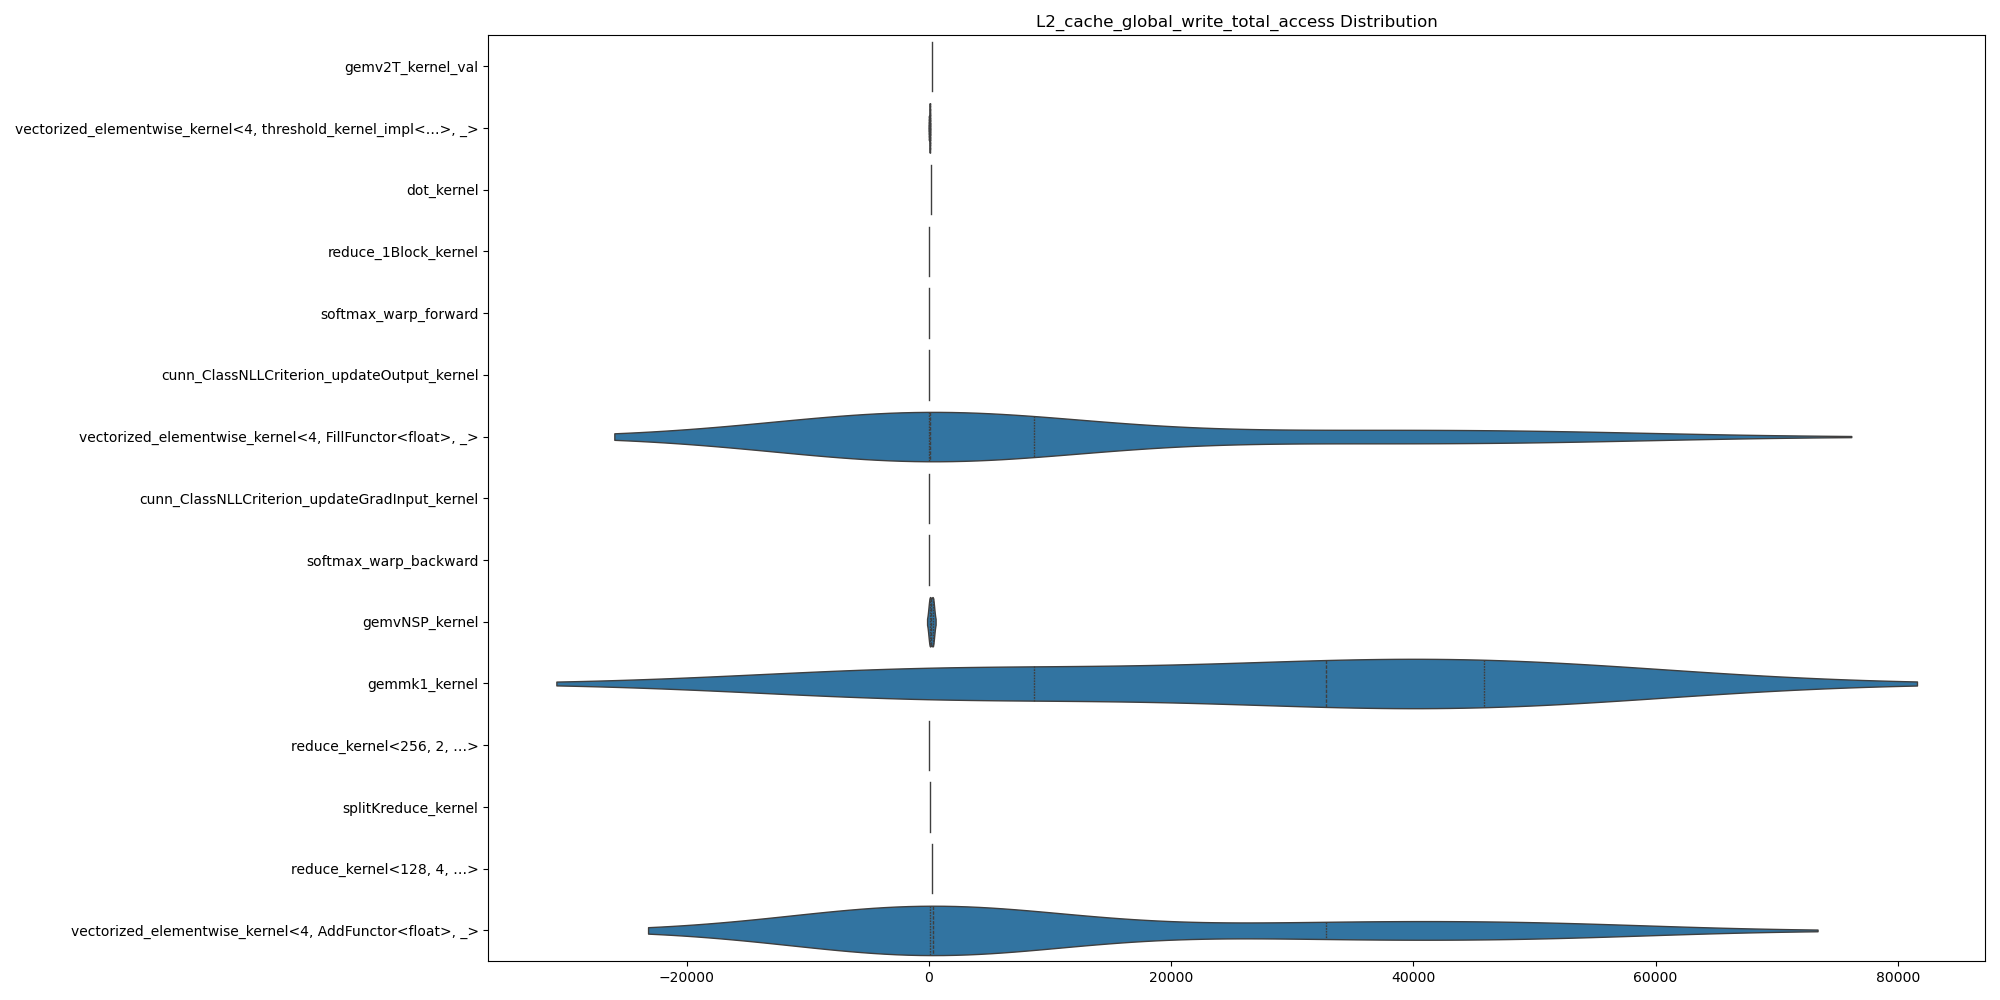 L2_cache_global_write_total_access Distribution
gemv2T_kernel_val
vectorized_elementwise_kernel<4, threshold_kernel_impl<...>, _>
dot_kernel
reduce_1Block_kernel
softmax_warp_forward
cunn_ClassNLLCriterion_updateOutput_kernel
vectorized_elementwise_kernel<4, FillFunctor<float>, _>
cunn_ClassNLLCriterion_updateGradInput_kernel
softmax_warp_backward
gemvNSP_kernel
gemmk1_kernel
reduce_kernel<256, 2, ...>
splitKreduce_kernel
reduce_kernel<128, 4, ...>
vectorized_elementwise_kernel<4, AddFunctor<float>, _>
−20000 0 20000 40000 60000 80000